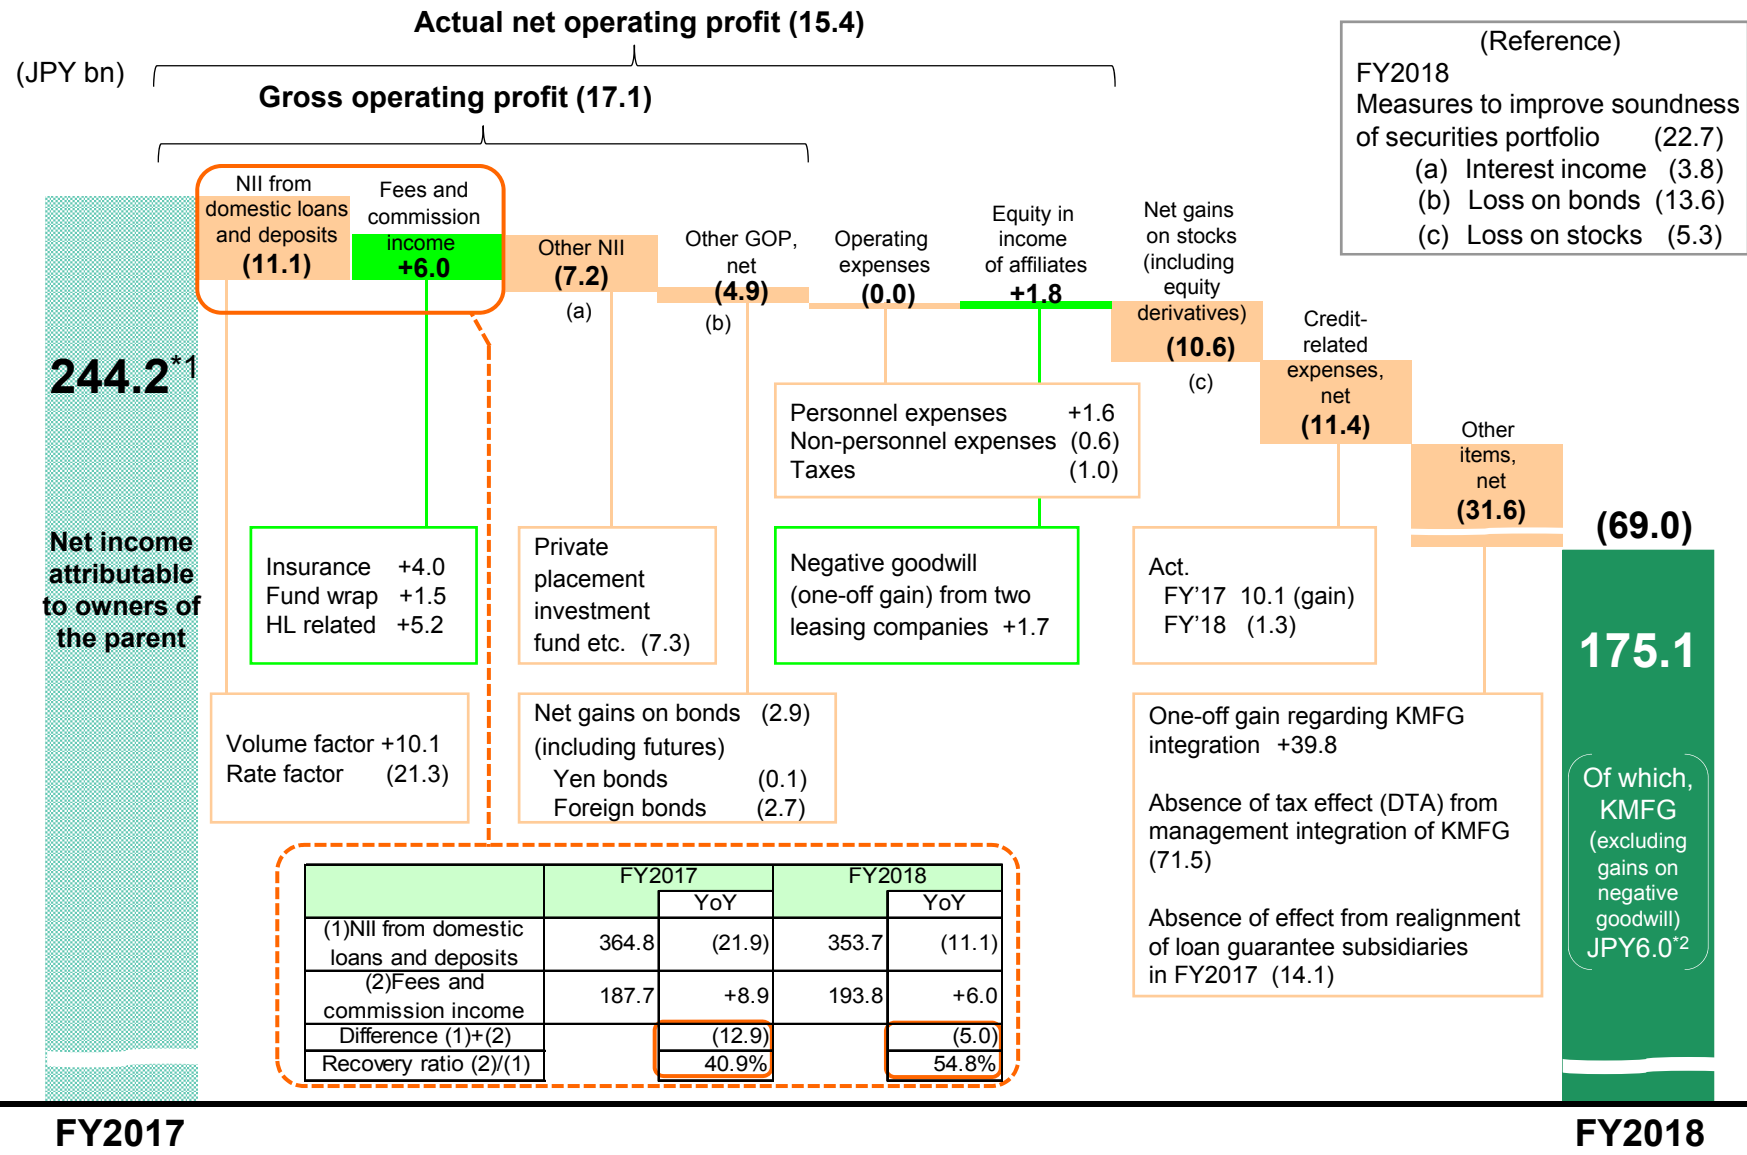 Actual net operating profit (15.4)
(JPY bn)
Gross operating profit (17.1)
(Reference)
FY2018
Measures to improve soundness
of securities portfolio (22.7)
(a) Interest income (3.8)
(b) Loss on bonds (13.6)
(c) Loss on stocks (5.3)
NII from
domestic loans
and deposits
(11.1)
Fees and
commission
income
+6.0
Other NII
(7.2)
(a)
Other GOP,
net
(4.9)
(b)
Operating
expenses
(0.0)
Equity in
income
of affiliates
+1.8
Net gains
on stocks
(including
equity
derivatives)
(10.6)
(c)
Credit-
related
expenses,
net
(11.4)
Other
items,
net
(31.6)
(69.0)
244.2*1
Net income
attributable
to owners of
the parent
Personnel expenses +1.6
Non-personnel expenses (0.6)
Taxes (1.0)
Insurance +4.0
Fund wrap +1.5
HL related +5.2
Private
placement
investment
fund etc. (7.3)
Negative goodwill
(one-off gain) from two
leasing companies +1.7
Act.
FY'17 10.1 (gain)
FY'18 (1.3)
175.1
Volume factor +10.1
Rate factor (21.3)
Net gains on bonds (2.9)
(including futures)
Yen bonds (0.1)
Foreign bonds (2.7)
One-off gain regarding KMFG
integration +39.8
Absence of tax effect (DTA) from
management integration of KMFG
(71.5)
Absence of effect from realignment
of loan guarantee subsidiaries
in FY2017 (14.1)
Of which,
KMFG
(excluding
gains on
negative
goodwill)
JPY6.0*2
FY2017 FY2018
YoY YoY
(1)NII from domestic
loans and deposits 364.8 (21.9) 353.7 (11.1)
(2)Fees and
commission income 187.7 +8.9 193.8 +6.0
Difference (1)+(2) (12.9) (5.0)
Recovery ratio (2)/(1) 40.9% 54.8%
FY2017 FY2018